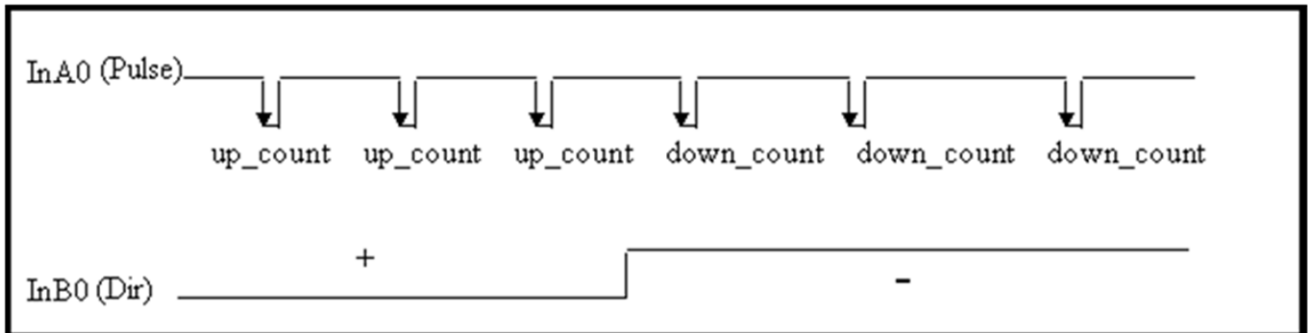 InA0 (Pulse)
up_count up_count up_count down_count down_count down_count
+
-
InB0 (Dir)